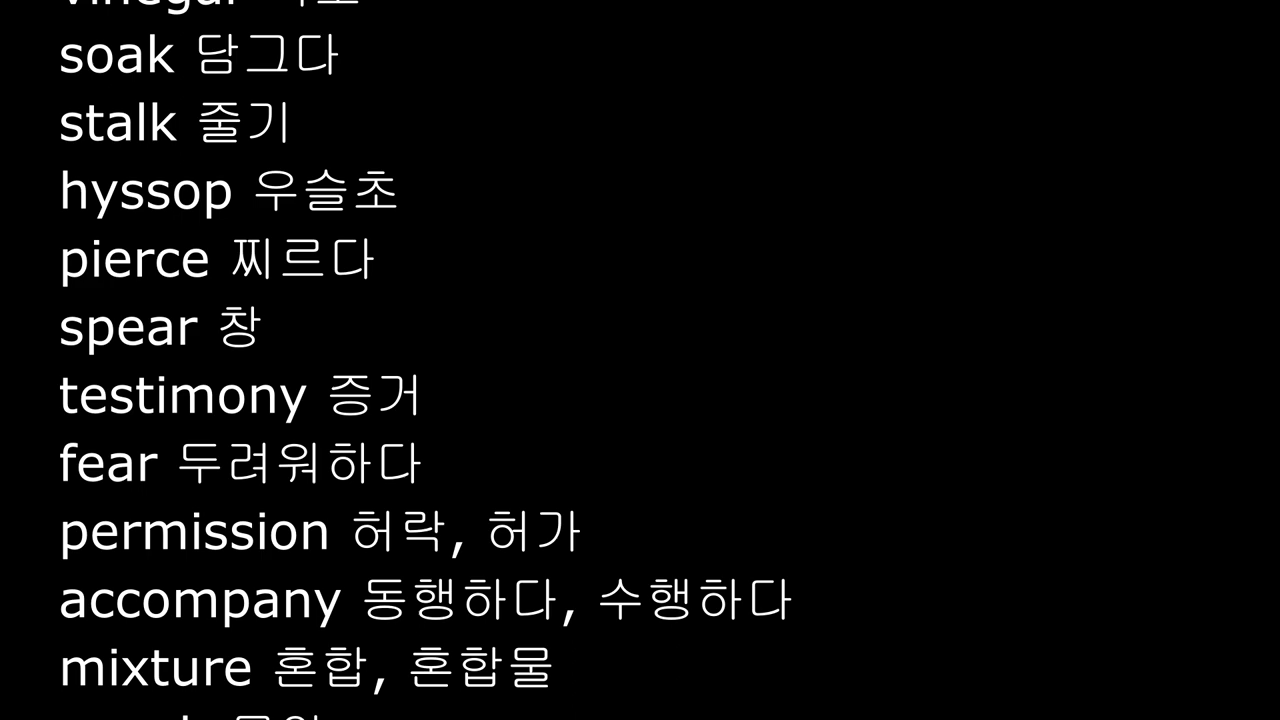 vinegar
soak 담그다
stalk 줄기
hyssop 우슬초
pierce 찌르다
spear 창
testimony 증거
fear 두려워하다
permission 허락, 허가
accompany 동행하다, 수행하다
mixture 혼합, 혼합물